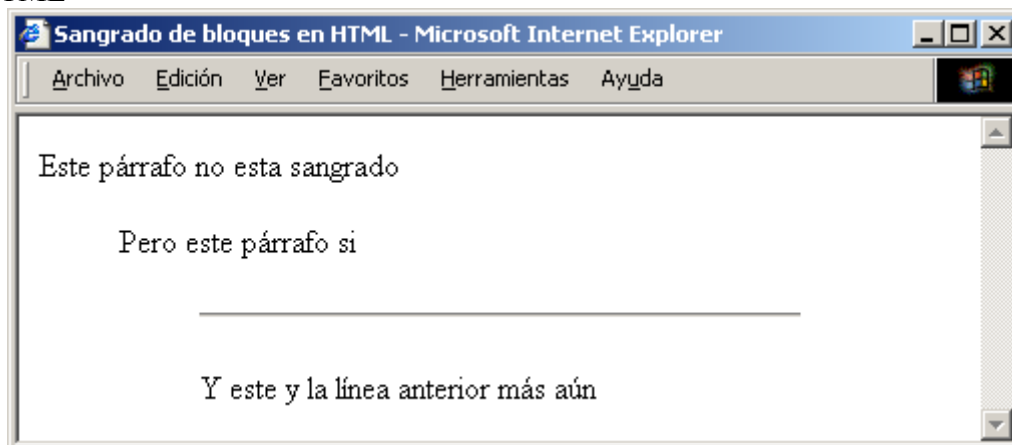 Sangrado de bloques en HTML - Microsoft Internet Explorer
Archivo Edición Ver Favoritos Herramientas Ayuda
Este párrafo no esta sangrado
Pero este párrafo si
Y este y la línea anterior más aún